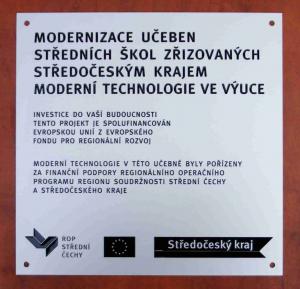 MODERNIZACE UČEBEN
STŘEDNÍCH ŠKOL ZŘIZOVANÝCH
STŘEDOČESKÝM KRAJEM
MODERNÍ TECHNOLOGIE VE VÝUCE
INVESTICE DO VAŠÍ BUDOUCNOSTI
TENTO PROJEKT JE SPOLUFINANCOVÁN
EVROPSKOU UNIÍ Z EVROPSKÉHO
FONDU PRO REGIONÁLNÍ ROZVOJ
MODERNÍ TECHNOLOGIE V TÉTO UČEBNĚ BYLY POŘÍZENY
ZA FINANČNÍ PODPORY REGIONÁLNÍHO OPERAČNÍHO
PROGRAMU REGIONU SOUDRŽNOSTI STŘEDNÍ ČECHY
A STŘEDOČESKÉHO KRAJE
ROP
STŘEDNÍ
ČECHY
Středočeský kraj